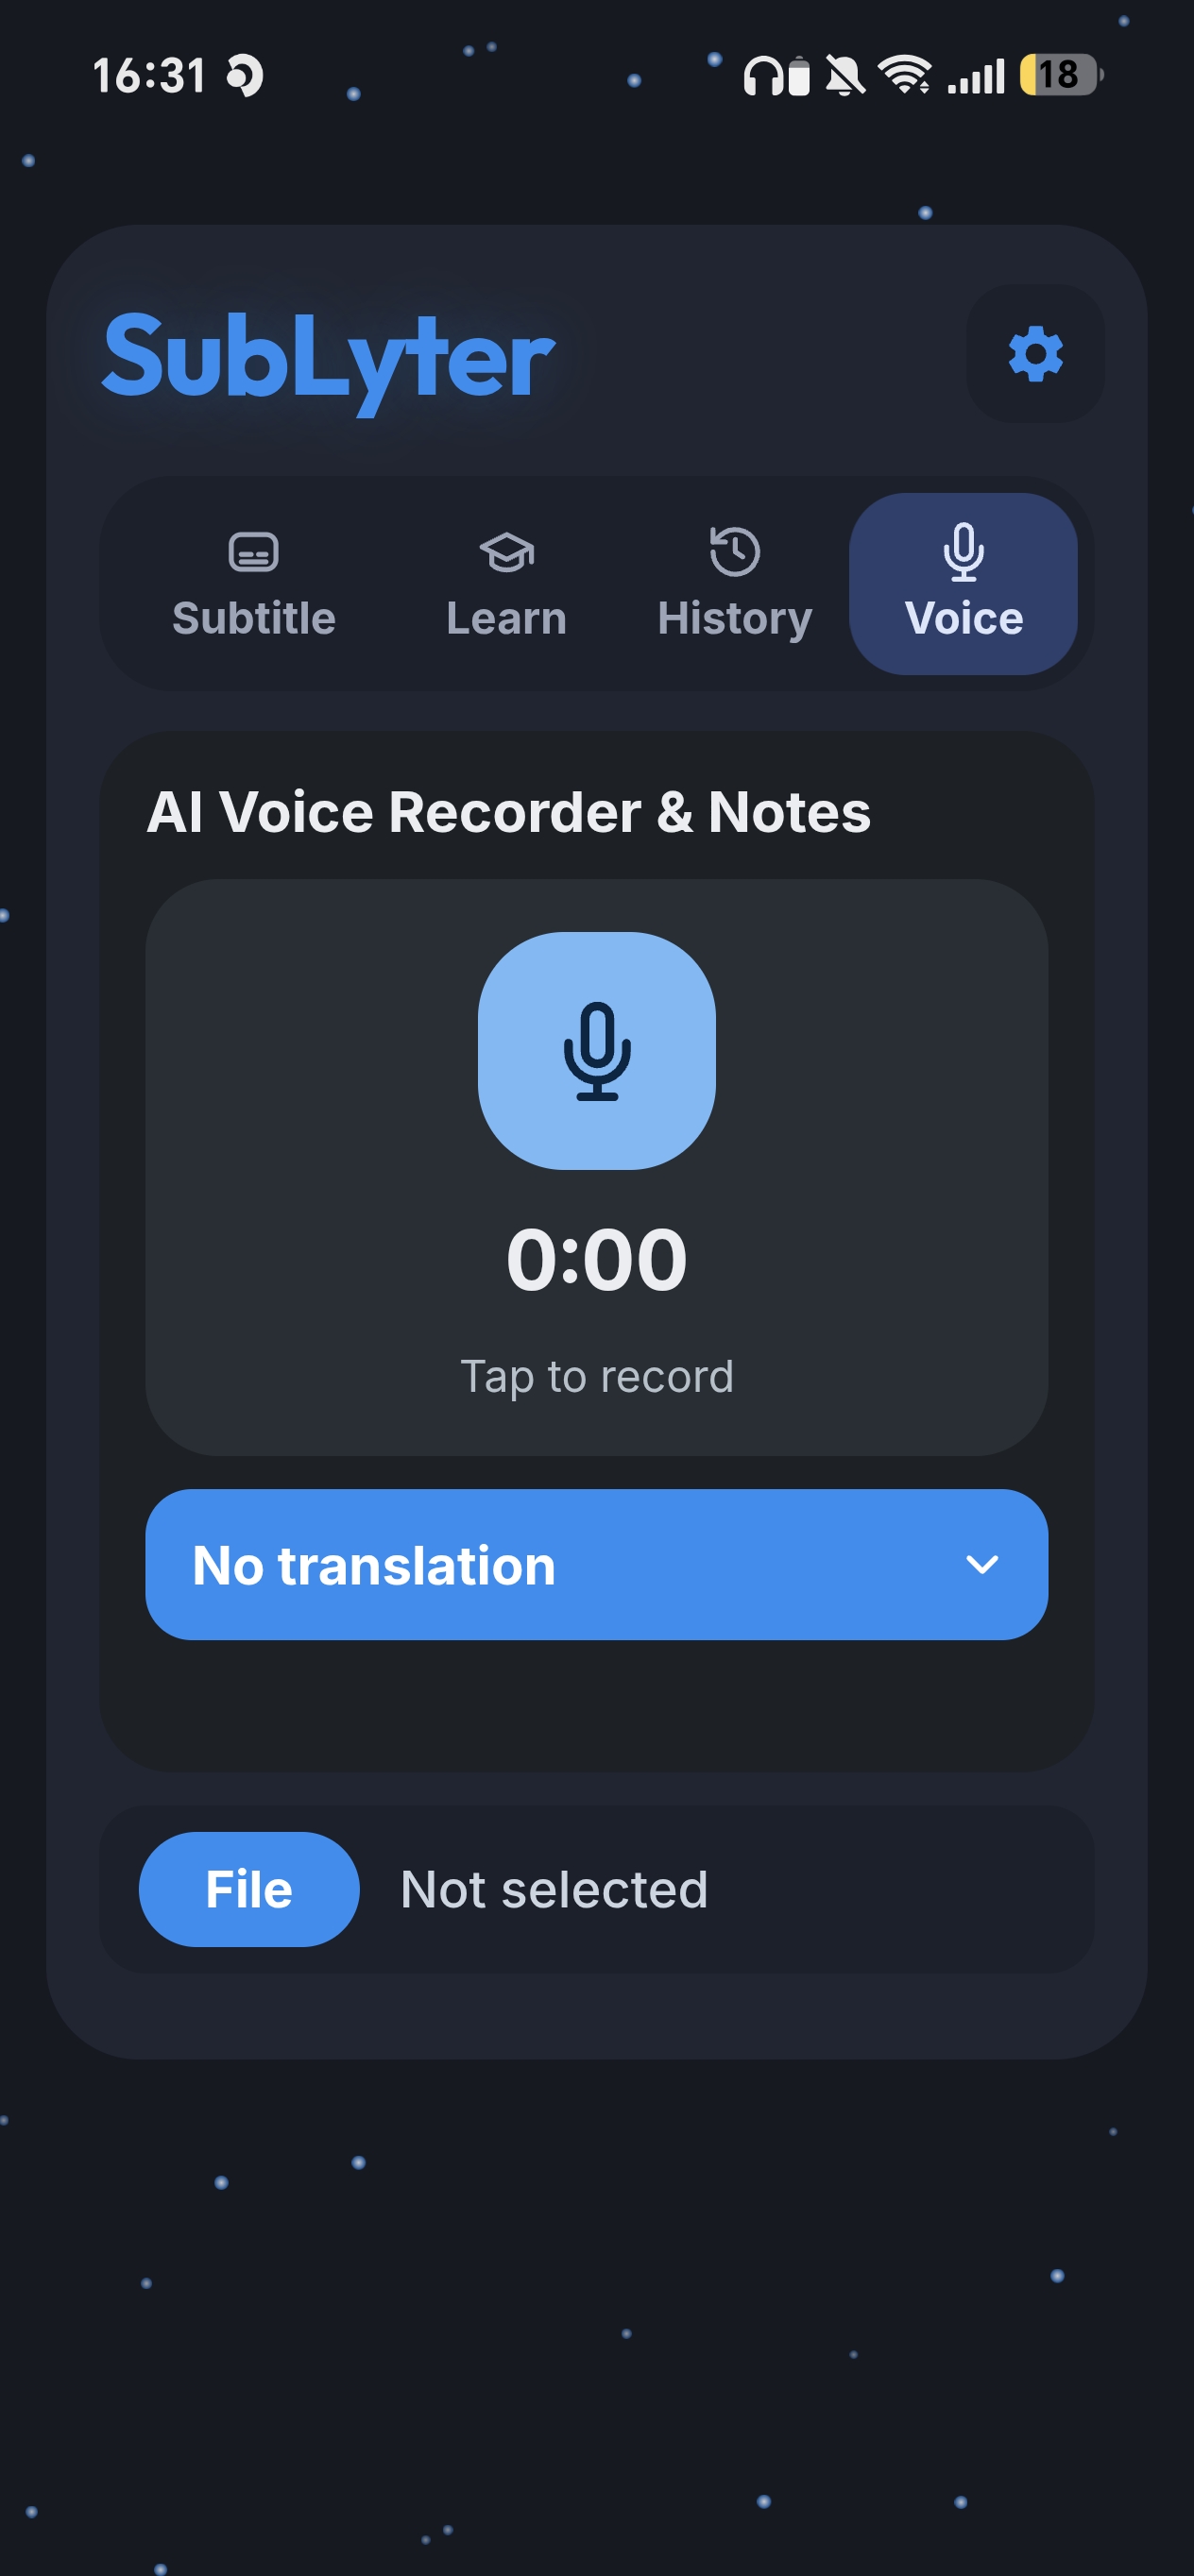 16:31
18
SubLyter
Subtitle
Learn
History
Voice
AI Voice Recorder & Notes
0:00
Tap to record
No translation
File
Not selected